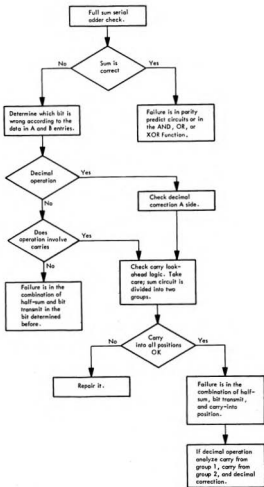 Full sum serial
adder check.
Sum is
correct
No
Yes
Determine which bit is
wrong according to the
data in A and B entries.
Failure is in parity
predict circuits or in
the AND, OR, or
XOR Function.
Decimal
operation
Yes
No
Check decimal
correction A side.
Does
operation involve
carries
Yes
No
Failure is in the
combination of
half-sum and bit
transmit in the
bit determined
before.
Check carry look-
ahead logic. Take
care; sum circuit is
divided into two
groups.
Carry
into all positions
OK
No
Yes
Repair it.
Failure is in the
combination of half-
sum, bit transmit,
and carry-into
position.
If decimal operation
analyze carry from
group 1, carry from
group 2, and decimal
correction.